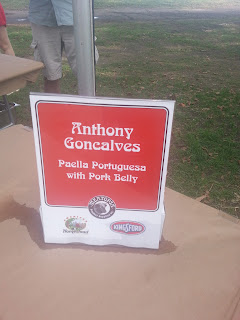 Anthony
Goncalves
Paella Portuguesa
with Pork Belly
KINGSFORD